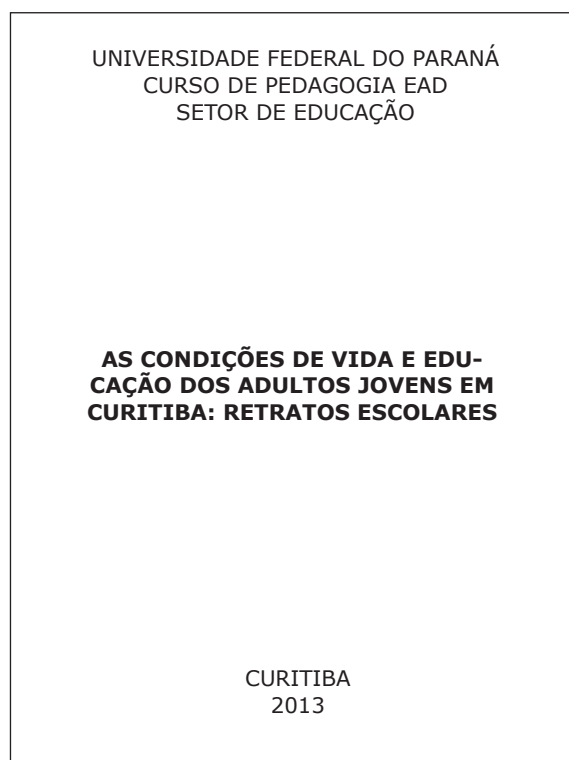 UNIVERSIDADE FEDERAL DO PARANÁ
CURSO DE PEDAGOGIA EAD
SETOR DE EDUCAÇÃO
AS CONDIÇÕES DE VIDA E EDU-
CAÇÃO DOS ADULTOS JOVENS EM
CURITIBA: RETRATOS ESCOLARES
CURITIBA
2013